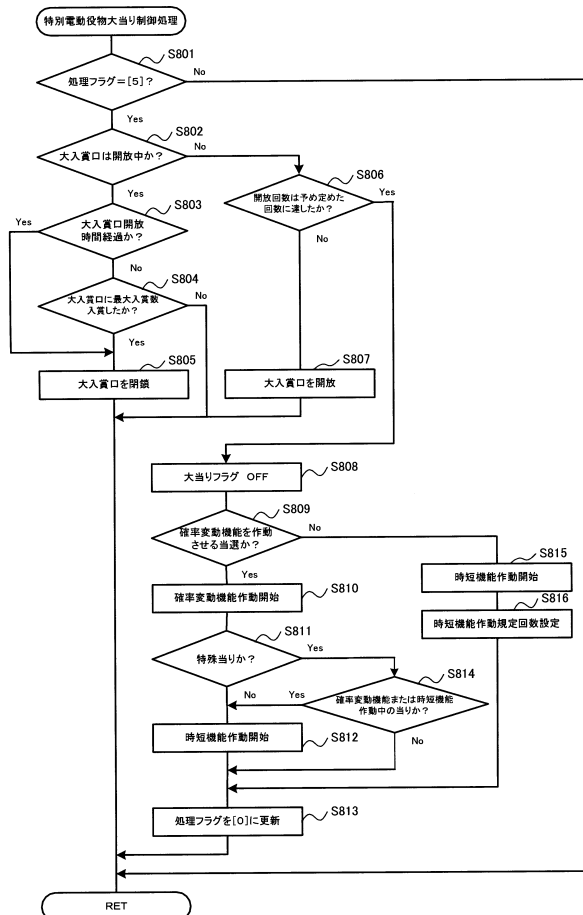 特別電動役物大当り制御処理
S801
処理フラグ=[5]?
No
Yes
S802
大入賞口は開放中か?
No
Yes
S803
大入賞口開放
時間経過か?
Yes
No
S804
大入賞口に最大入賞数
入賞したか?
No
Yes
S805
大入賞口を閉鎖
S806
開放回数は予め定めた
回数に達したか?
Yes
No
S807
大入賞口を開放
大当りフラグ OFF
S808
S809
確率変動機能を作動
させる当選か?
No
Yes
確率変動機能作動開始
S810
S811
特殊当りか?
Yes
No
S814
確率変動機能または時短機能
作動中の当りか?
Yes
No
時短機能作動開始
S812
S815
時短機能作動開始
S816
時短機能作動規定回数設定
処理フラグを[0]に更新
S813
RET